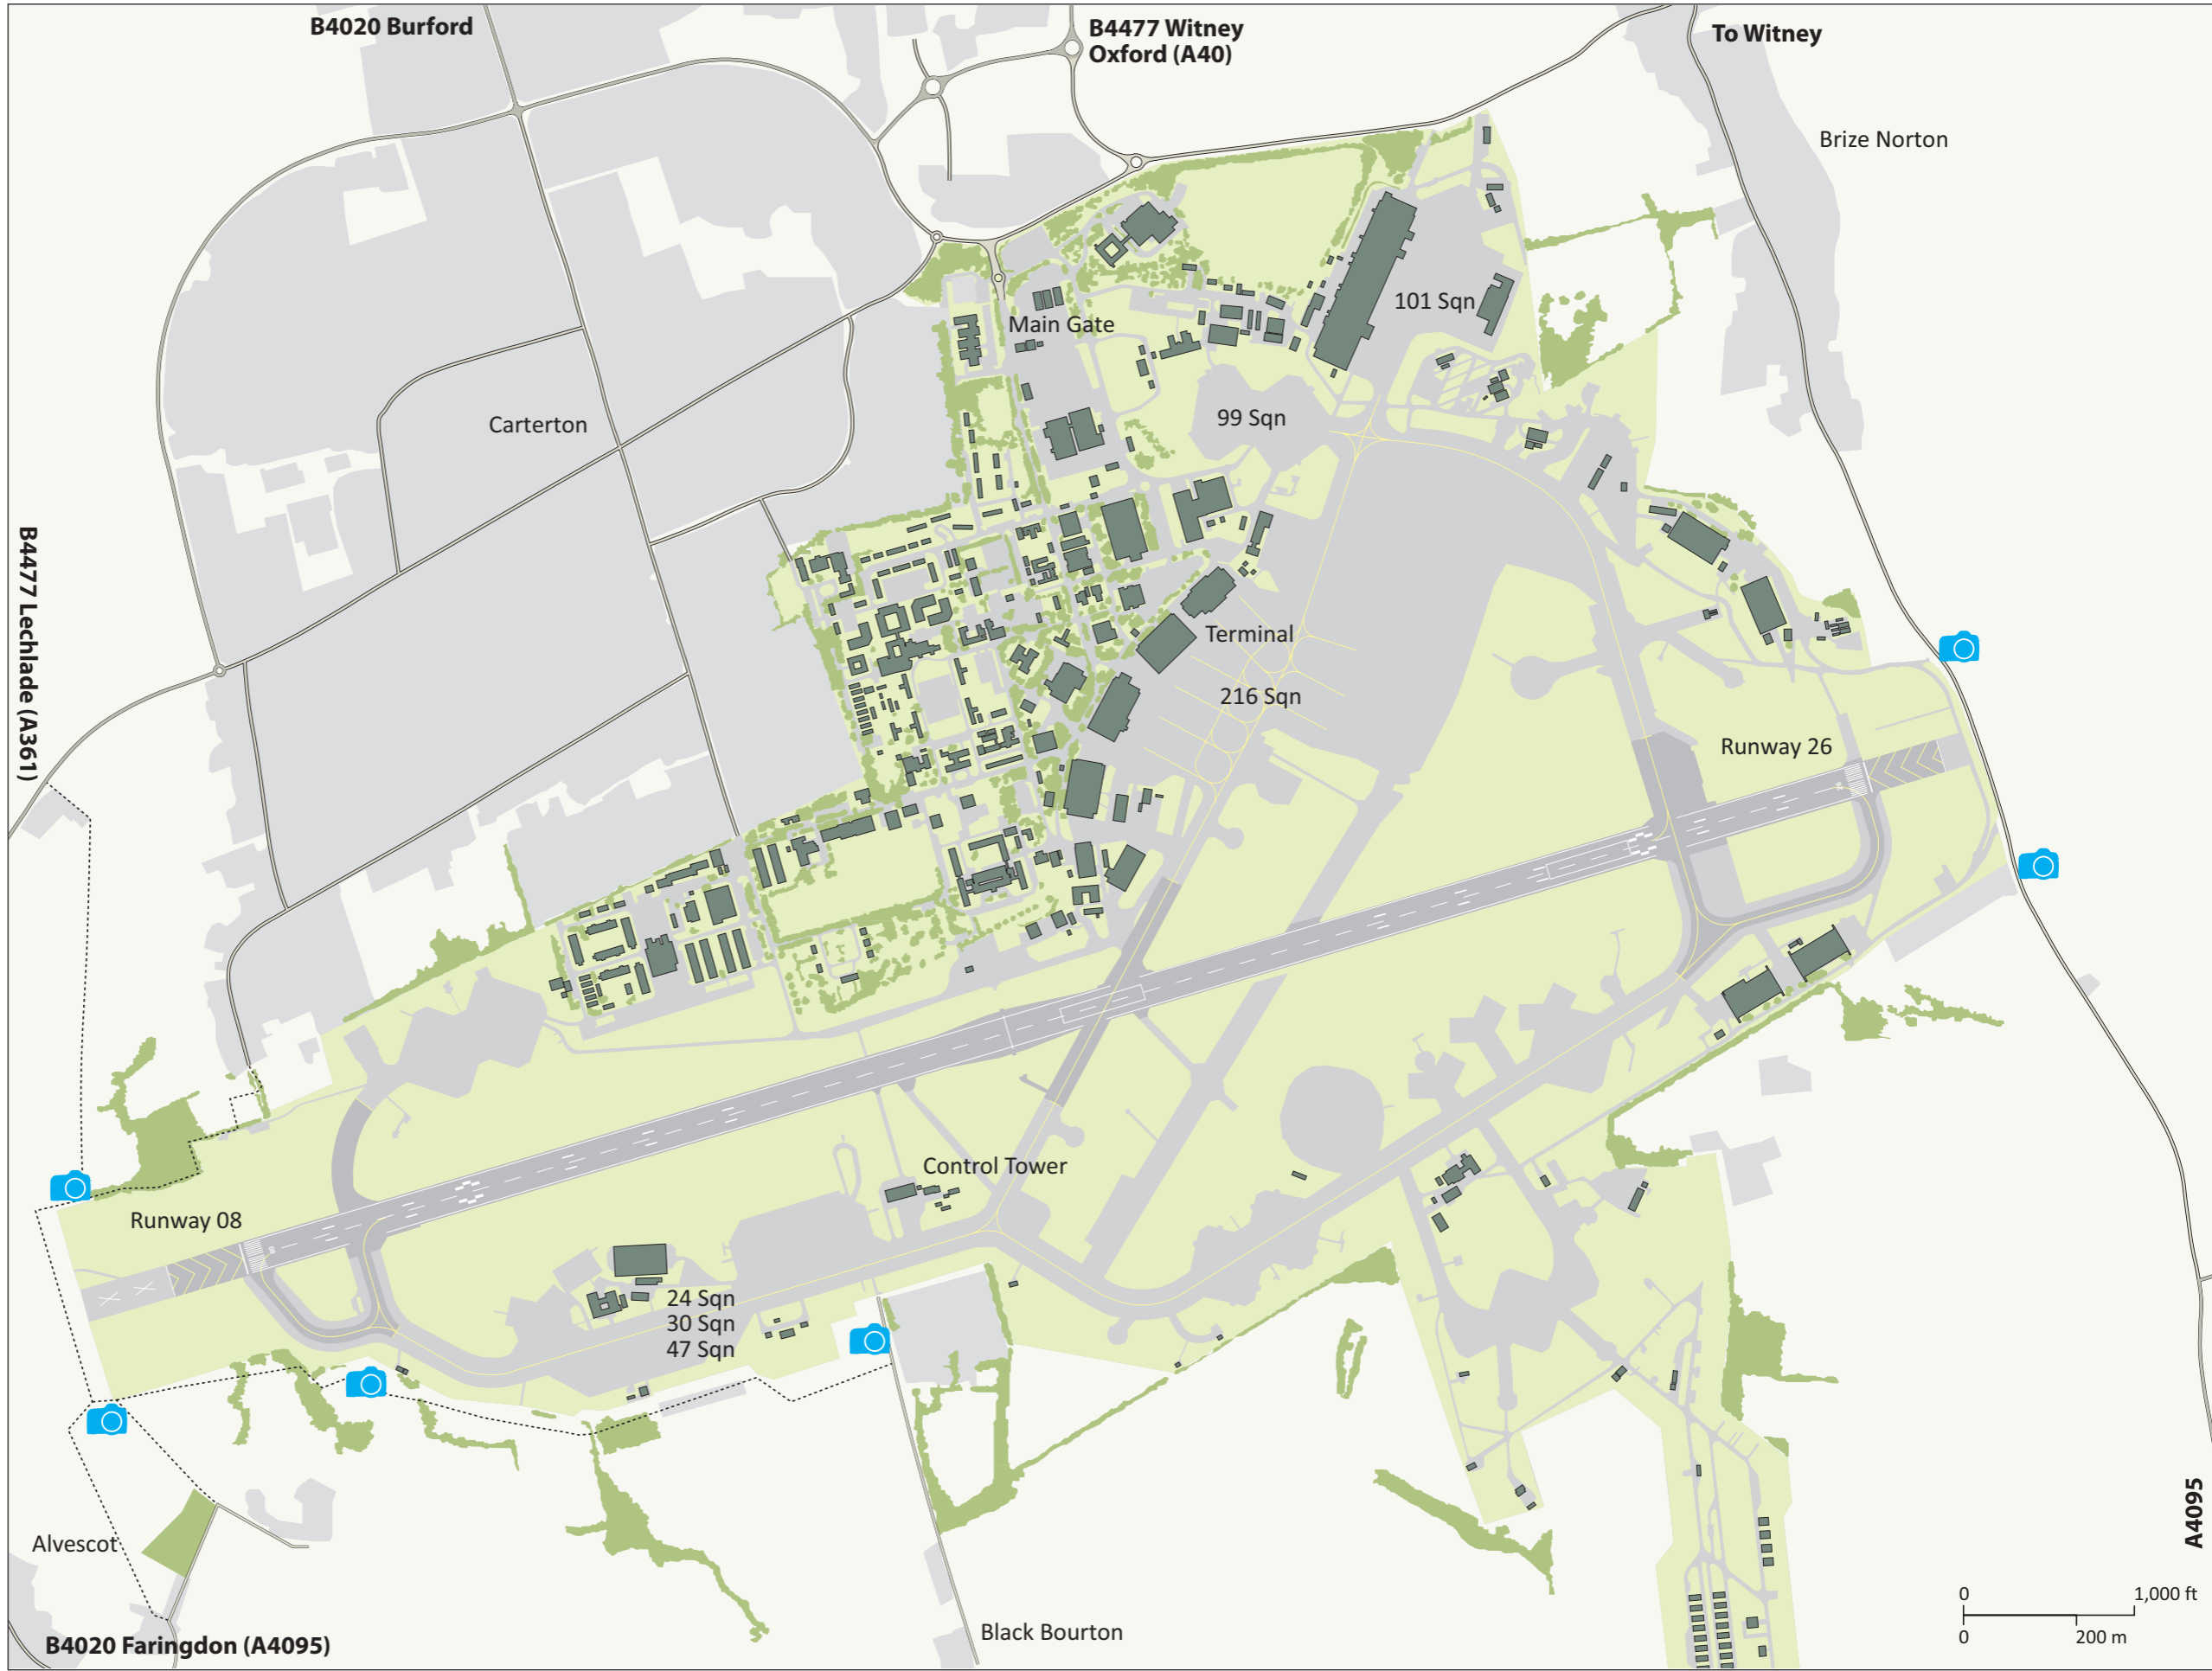 B4020 Burford
B4477 Witney
Oxford (A40)
To Witney
Brize Norton
101 Sqn
Main Gate
99 Sqn
Carterton
B4477 Lechlade (A361)
Terminal
216 Sqn
Runway 26
Control Tower
Runway 08
24 Sqn
30 Sqn
47 Sqn
Alvescot
A4095
Black Bourton
B4020 Faringdon (A4095)
0 1,000 ft
0 200 m